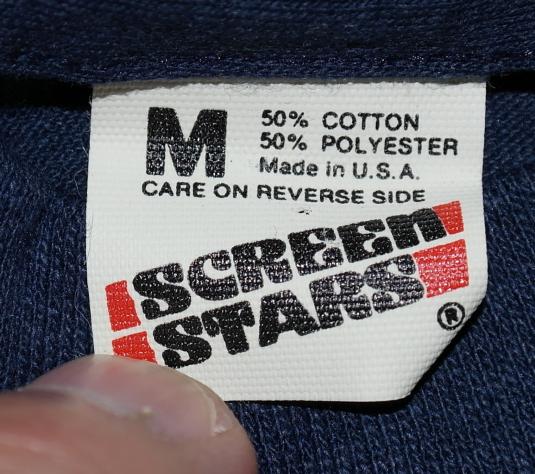 M
50% COTTON
50% POLYESTER
Made in U.S.A.
CARE ON REVERSE SIDE
SCREEN
STARS
®